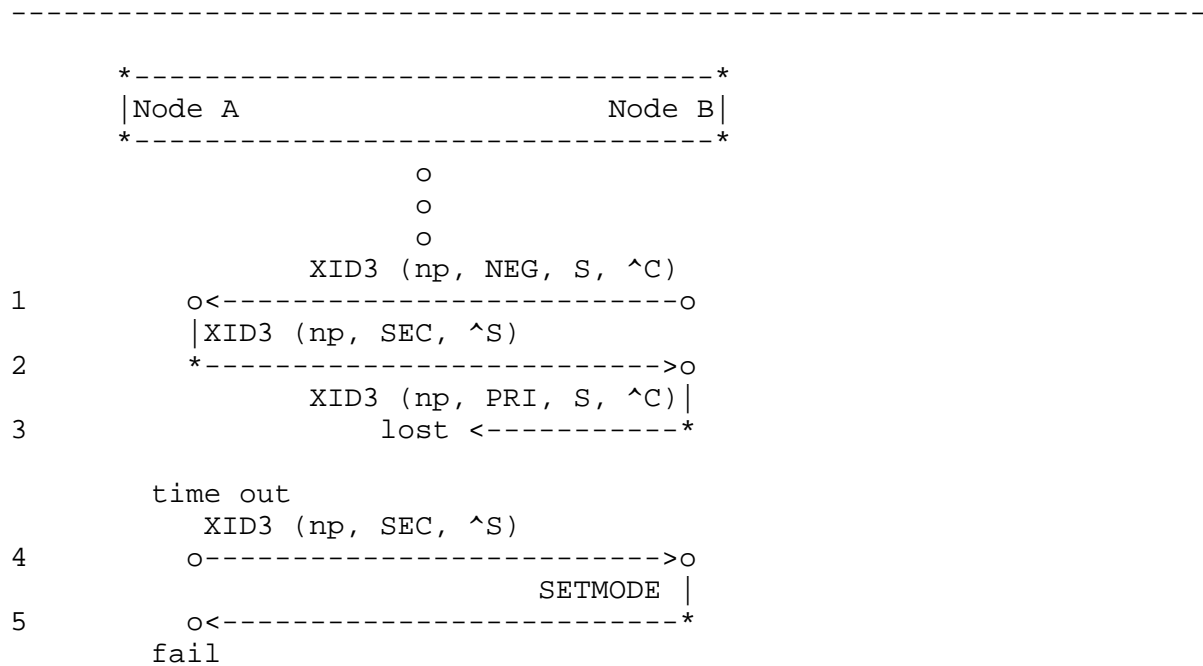 --------------------------------------------------------------------
*---------------------------------*
|Node A                     Node B|
*---------------------------------*
o
o
o
XID3 (np, NEG, S, ^C)
1          o<--------------------------o
|XID3 (np, SEC, ^S)
2          *-------------------------->o
XID3 (np, PRI, S, ^C)|
3                     lost <-----------*
time out
XID3 (np, SEC, ^S)
4          o-------------------------->o
SETMODE |
5          o<--------------------------*
fail